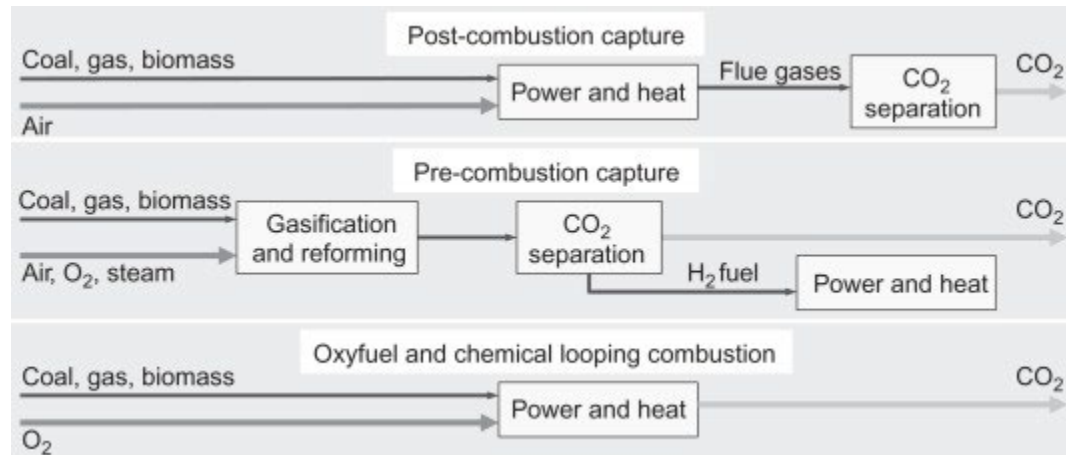 Post-combustion capture
Coal, gas, biomass
Air
Power and heat
Flue gases
CO₂
separation
CO₂
Pre-combustion capture
Coal, gas, biomass
Air, O₂, steam
Gasification
and reforming
CO₂
separation
CO₂
H₂ fuel
Power and heat
Oxyfuel and chemical looping combustion
Coal, gas, biomass
O₂
Power and heat
CO₂